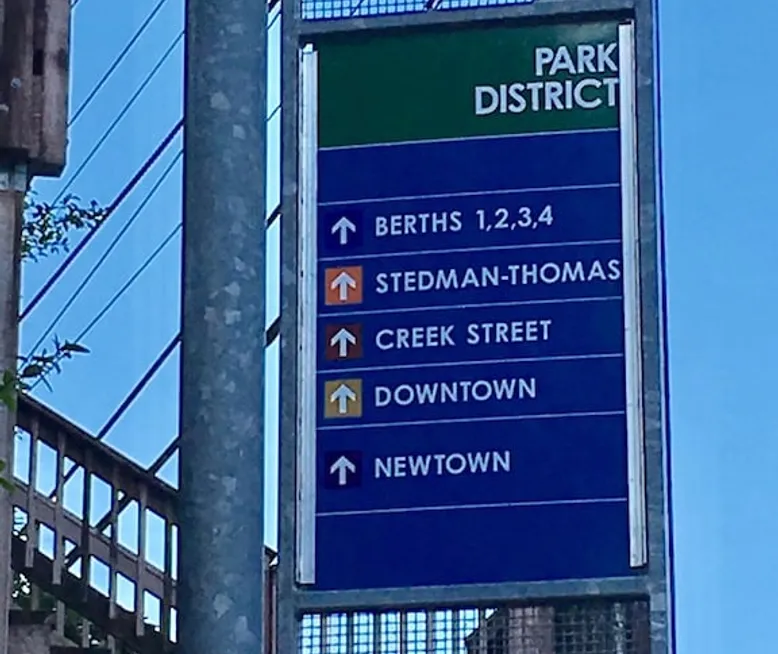 PARK
DISTRICT
BERTHS 1,2,3,4
STEDMAN-THOMAS
CREEK STREET
DOWNTOWN
NEWTOWN